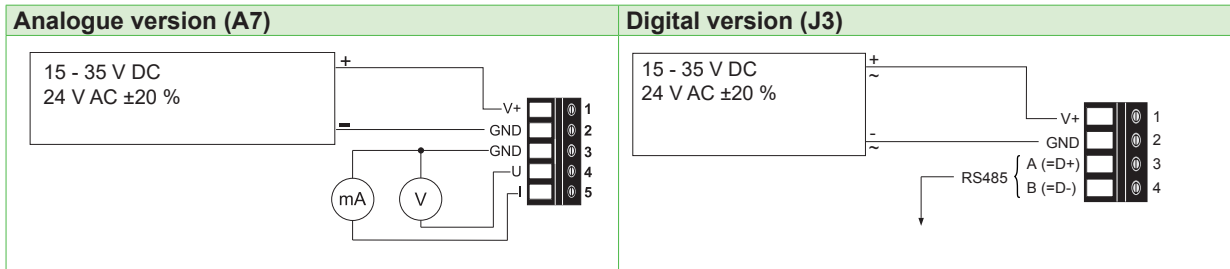 Analogue version (A7)
15 - 35 V DC
24 V AC ±20 %
+
-
V+ 1
GND 2
GND 3
U 4
I 5
mA
V
Digital version (J3)
15 - 35 V DC
24 V AC ±20 %
+
~
-
~
V+ 1
GND 2
RS485
A (=D+) 3
B (=D-) 4